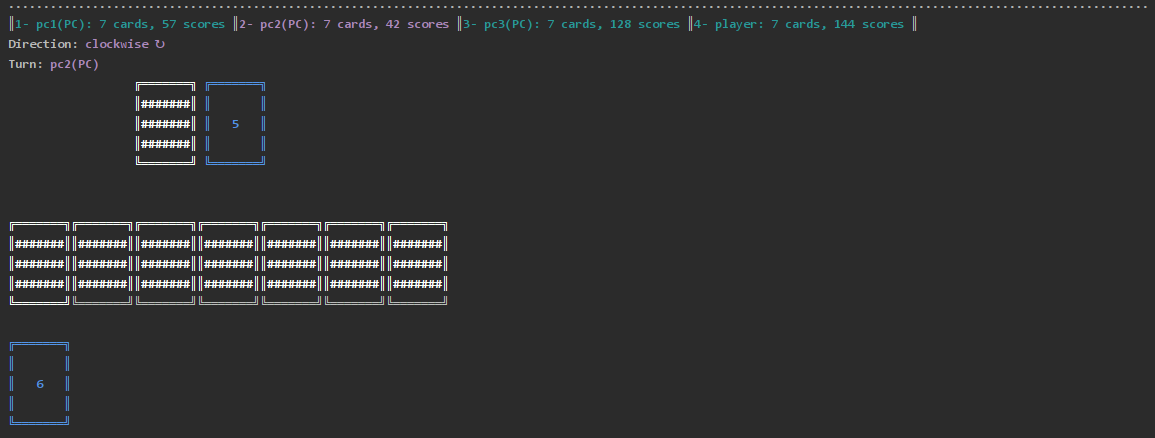 1- pc1(PC): 7 cards, 57 scores ║2- pc2(PC): 7 cards, 42 scores ║3- pc3(PC): 7 cards, 128 scores ║4- player: 7 cards, 144 scores ║
Direction: clockwise ↻
Turn: pc2(PC)
#######
####### 5
#######
####### ####### ####### ####### ####### ####### #######
####### ####### ####### ####### ####### ####### #######
####### ####### ####### ####### ####### ####### #######
6